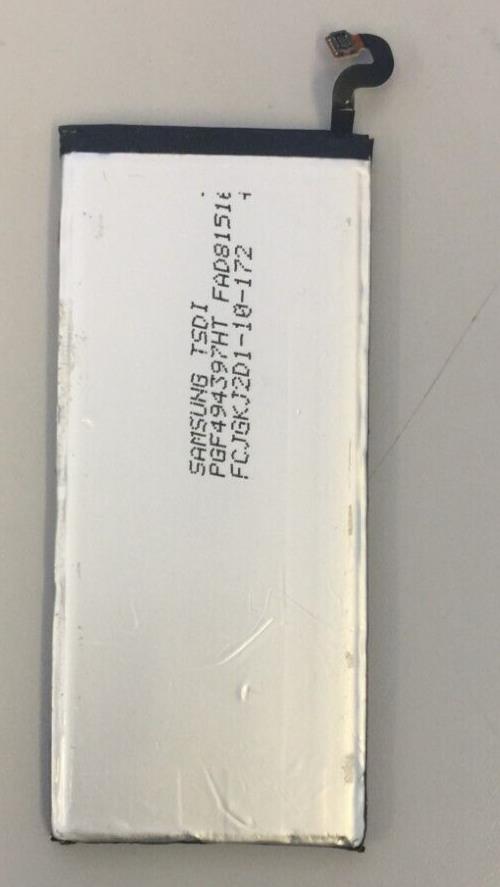 SAMSUNG TSDI
PGF494397HT FAD81516
FCJGKJ2D1-10-172